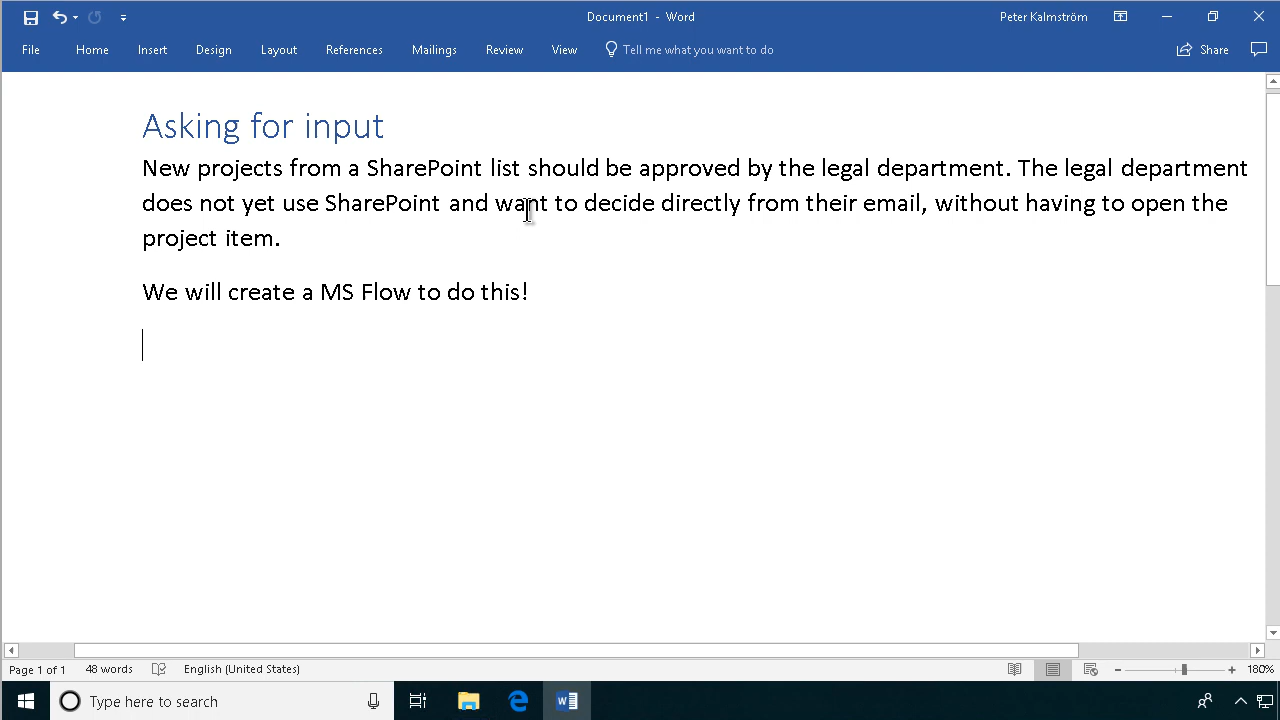 Document1 - Word
Peter Kalmström
File Home Insert Design Layout References Mailings Review View Tell me what you want to do Share
Asking for input
New projects from a SharePoint list should be approved by the legal department. The legal department
does not yet use SharePoint and want to decide directly from their email, without having to open the
project item.
We will create a MS Flow to do this!
Page 1 of 1 48 words English (United States) 180%
Type here to search